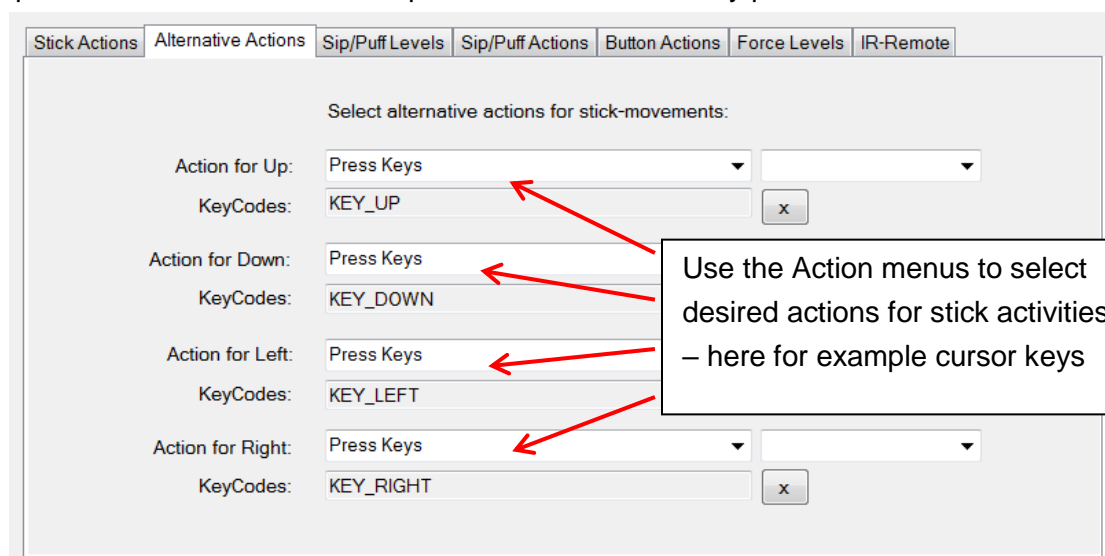 Stick Actions Alternative Actions Sip/Puff Levels Sip/Puff Actions Button Actions Force Levels IR-Remote
Select alternative actions for stick-movements:
Action for Up: Press Keys
KeyCodes: KEY_UP x
Action for Down: Press Keys
KeyCodes: KEY_DOWN
Action for Left: Press Keys
KeyCodes: KEY_LEFT
Action for Right: Press Keys
KeyCodes: KEY_RIGHT x
Use the Action menus to select
desired actions for stick activities
– here for example cursor keys